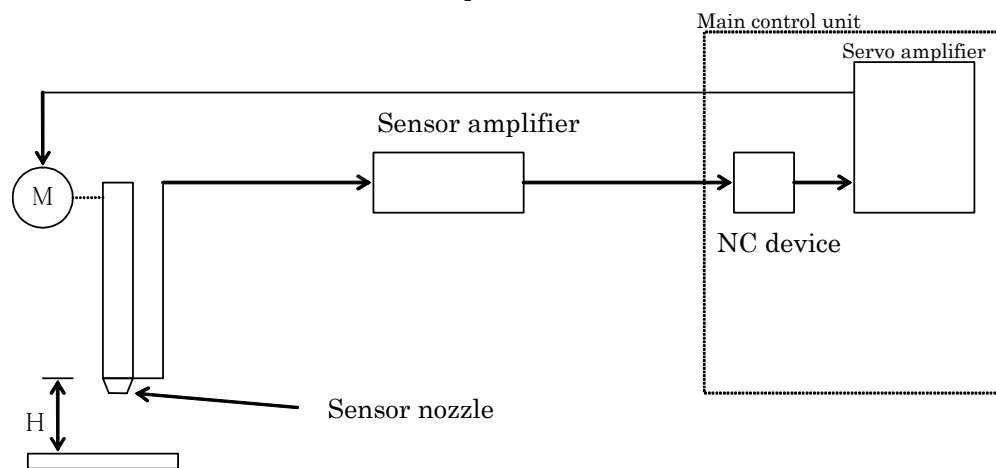 Main control unit
Servo amplifier
Sensor amplifier
M
NC device
Sensor nozzle
H